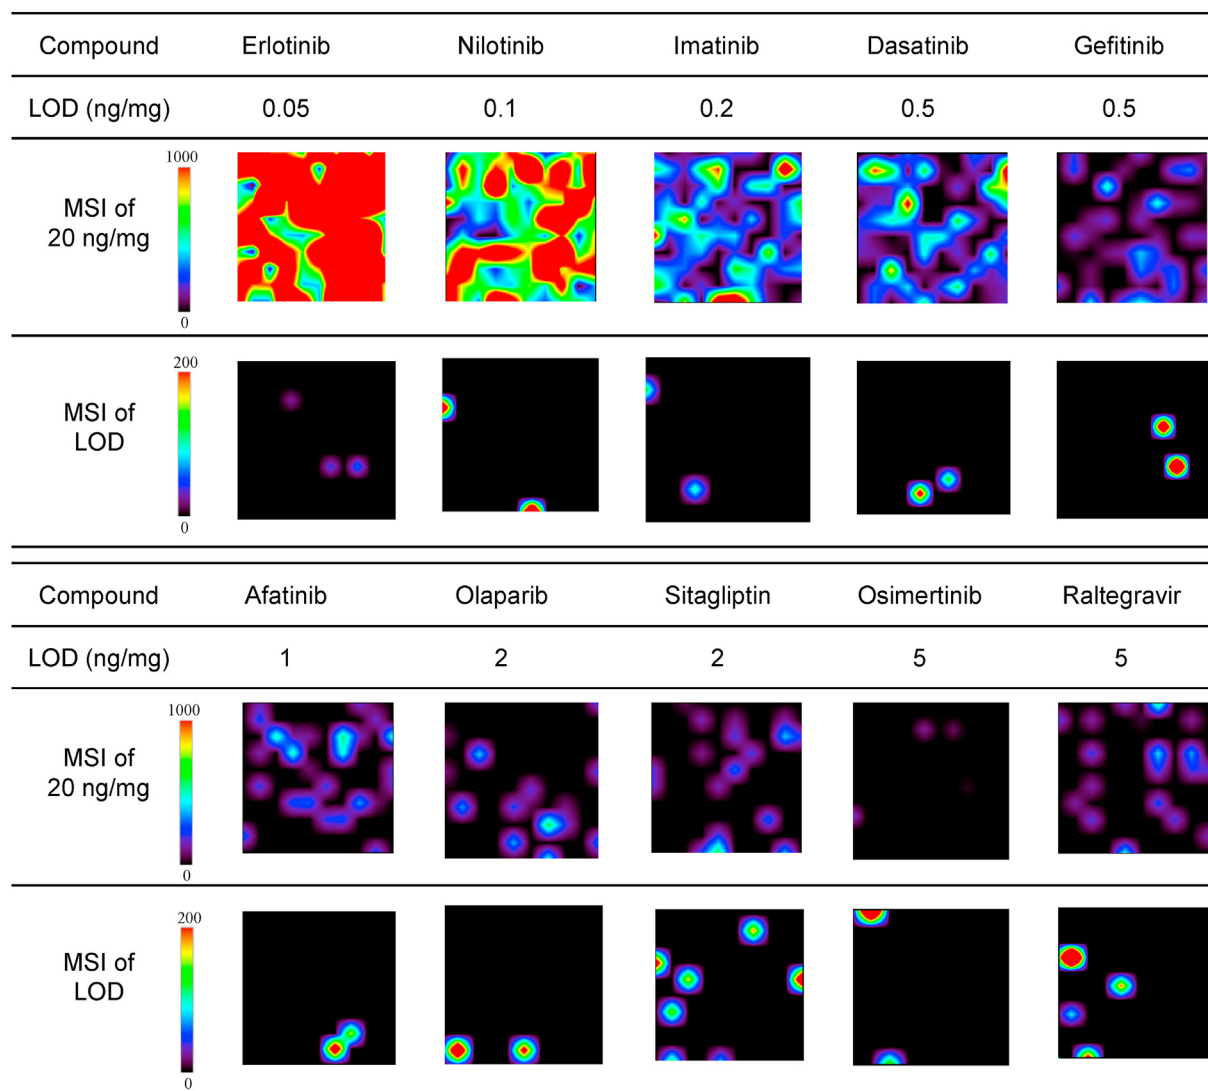 Compound Erlotinib Nilotinib Imatinib Dasatinib Gefitinib
LOD (ng/mg) 0.05 0.1 0.2 0.5 0.5
1000
MSI of
20 ng/mg
0
200
MSI of
LOD
0
Compound Afatinib Olaparib Sitagliptin Osimertinib Raltegravir
LOD (ng/mg) 1 2 2 5 5
1000
MSI of
20 ng/mg
0
200
MSI of
LOD
0